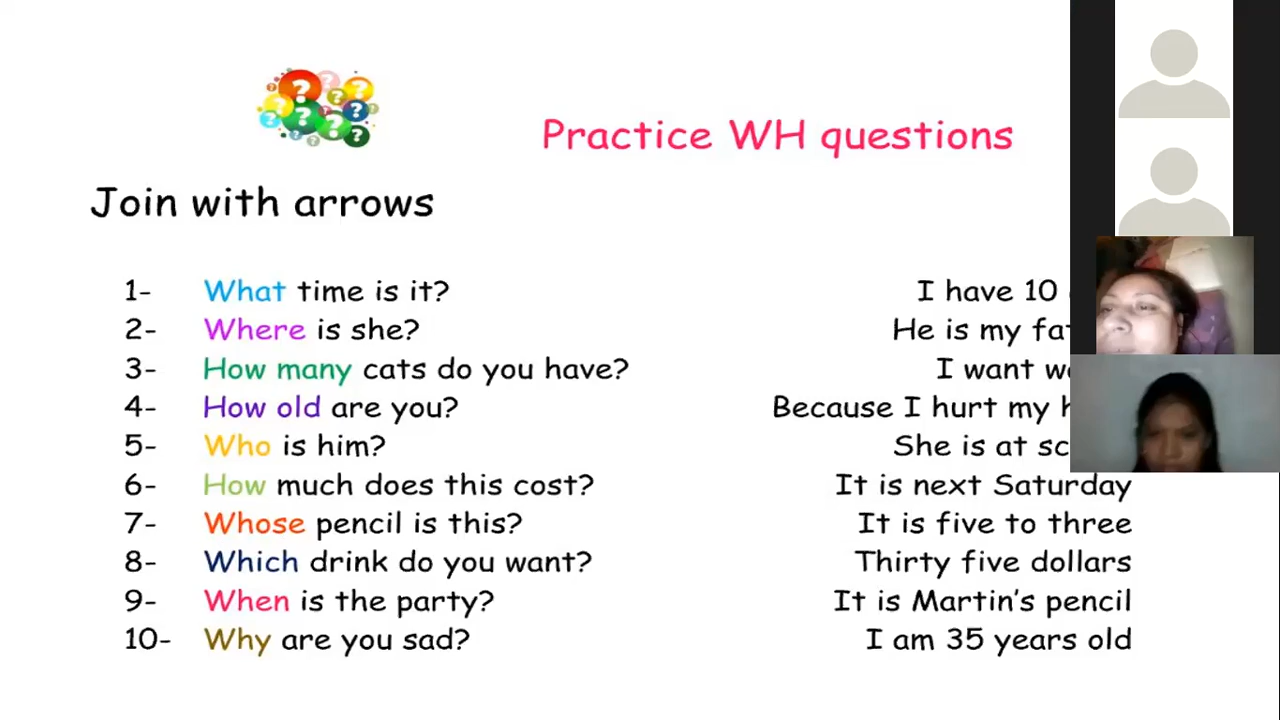 Practice WH questions
Join with arrows
1- What time is it? I have 10
2- Where is she? He is my
3- How many cats do you have? I want
4- How old are you? Because I hurt my
5- Who is him? She is at
6- How much does this cost? It is next Saturday
7- Whose pencil is this? It is five to three
8- Which drink do you want? Thirty five dollars
9- When is the party? It is Martin's pencil
10- Why are you sad? I am 35 years old